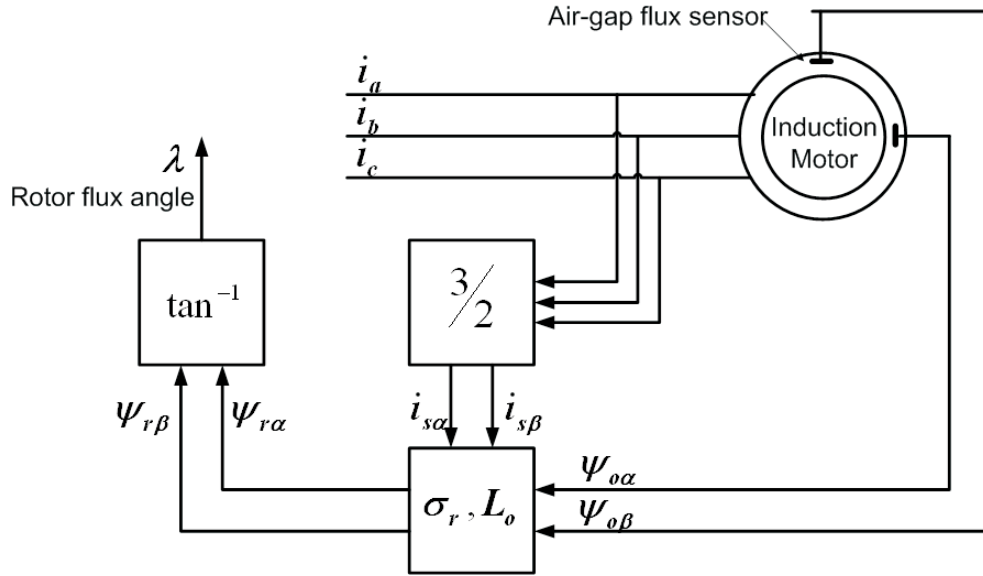 Air-gap flux sensor
i_a
i_b
i_c
Induction
Motor
λ
Rotor flux angle
tan⁻¹
3/2
ψ_rβ
ψ_rα
i_sα
i_sβ
ψ_oα
ψ_oβ
σ_r , L_o